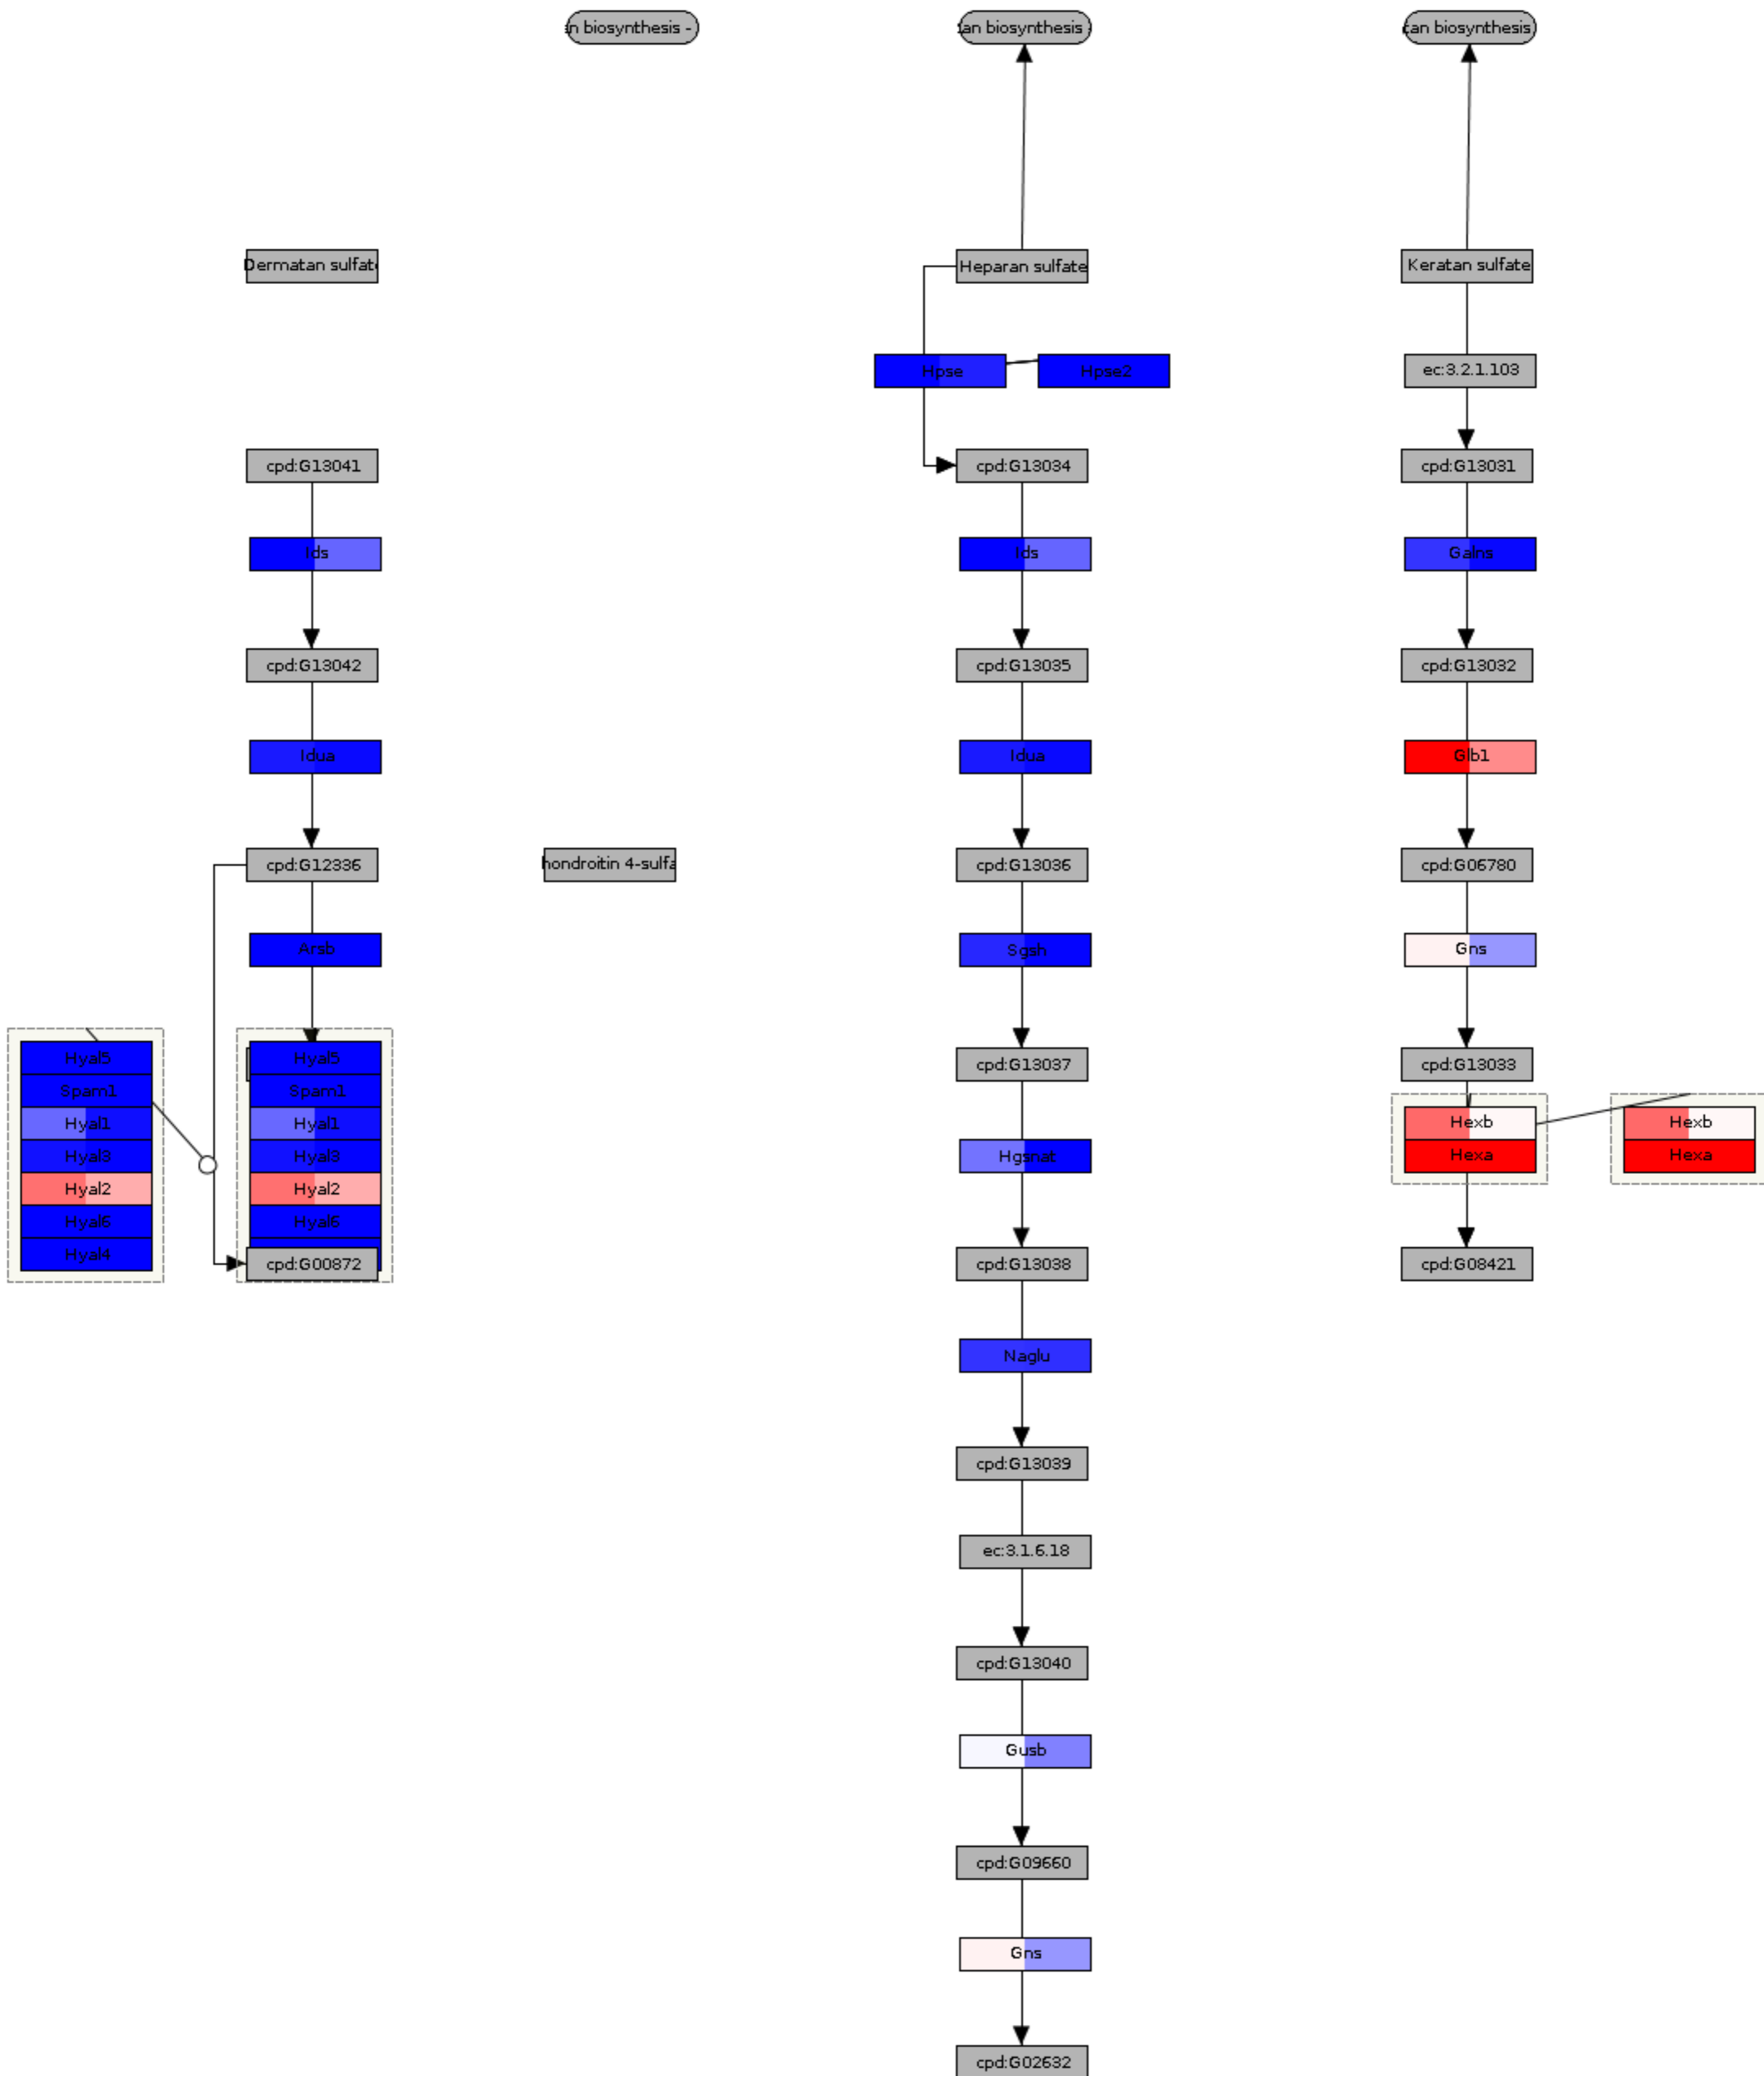 n biosynthesis -
an biosynthesis -
can biosynthesis
Dermatan sulfat
Heparan sulfate
Keratan sulfate
Hpse
Hpse2
ec:3.2.1.103
cpd:G13041
cpd:G13034
cpd:G13031
Ids
Ids
Galns
cpd:G13042
cpd:G13035
cpd:G13032
Idua
Idua
Glb1
cpd:G12336
hondroitin 4-sulfa
cpd:G13036
cpd:G06780
Arsb
Sgsh
Gns
Hyal5
Hyal5
cpd:G13037
cpd:G13033
Spam1
Spam1
Hyal1
Hyal1
Hexb
Hexb
Hyal3
Hyal3
Hgsnat
Hexa
Hexa
Hyal2
Hyal2
Hyal6
Hyal6
Hyal4
cpd:G00872
cpd:G13038
cpd:G08421
Naglu
cpd:G13039
ec:3.1.6.18
cpd:G13040
Gusb
cpd:G09660
Gns
cpd:G02632